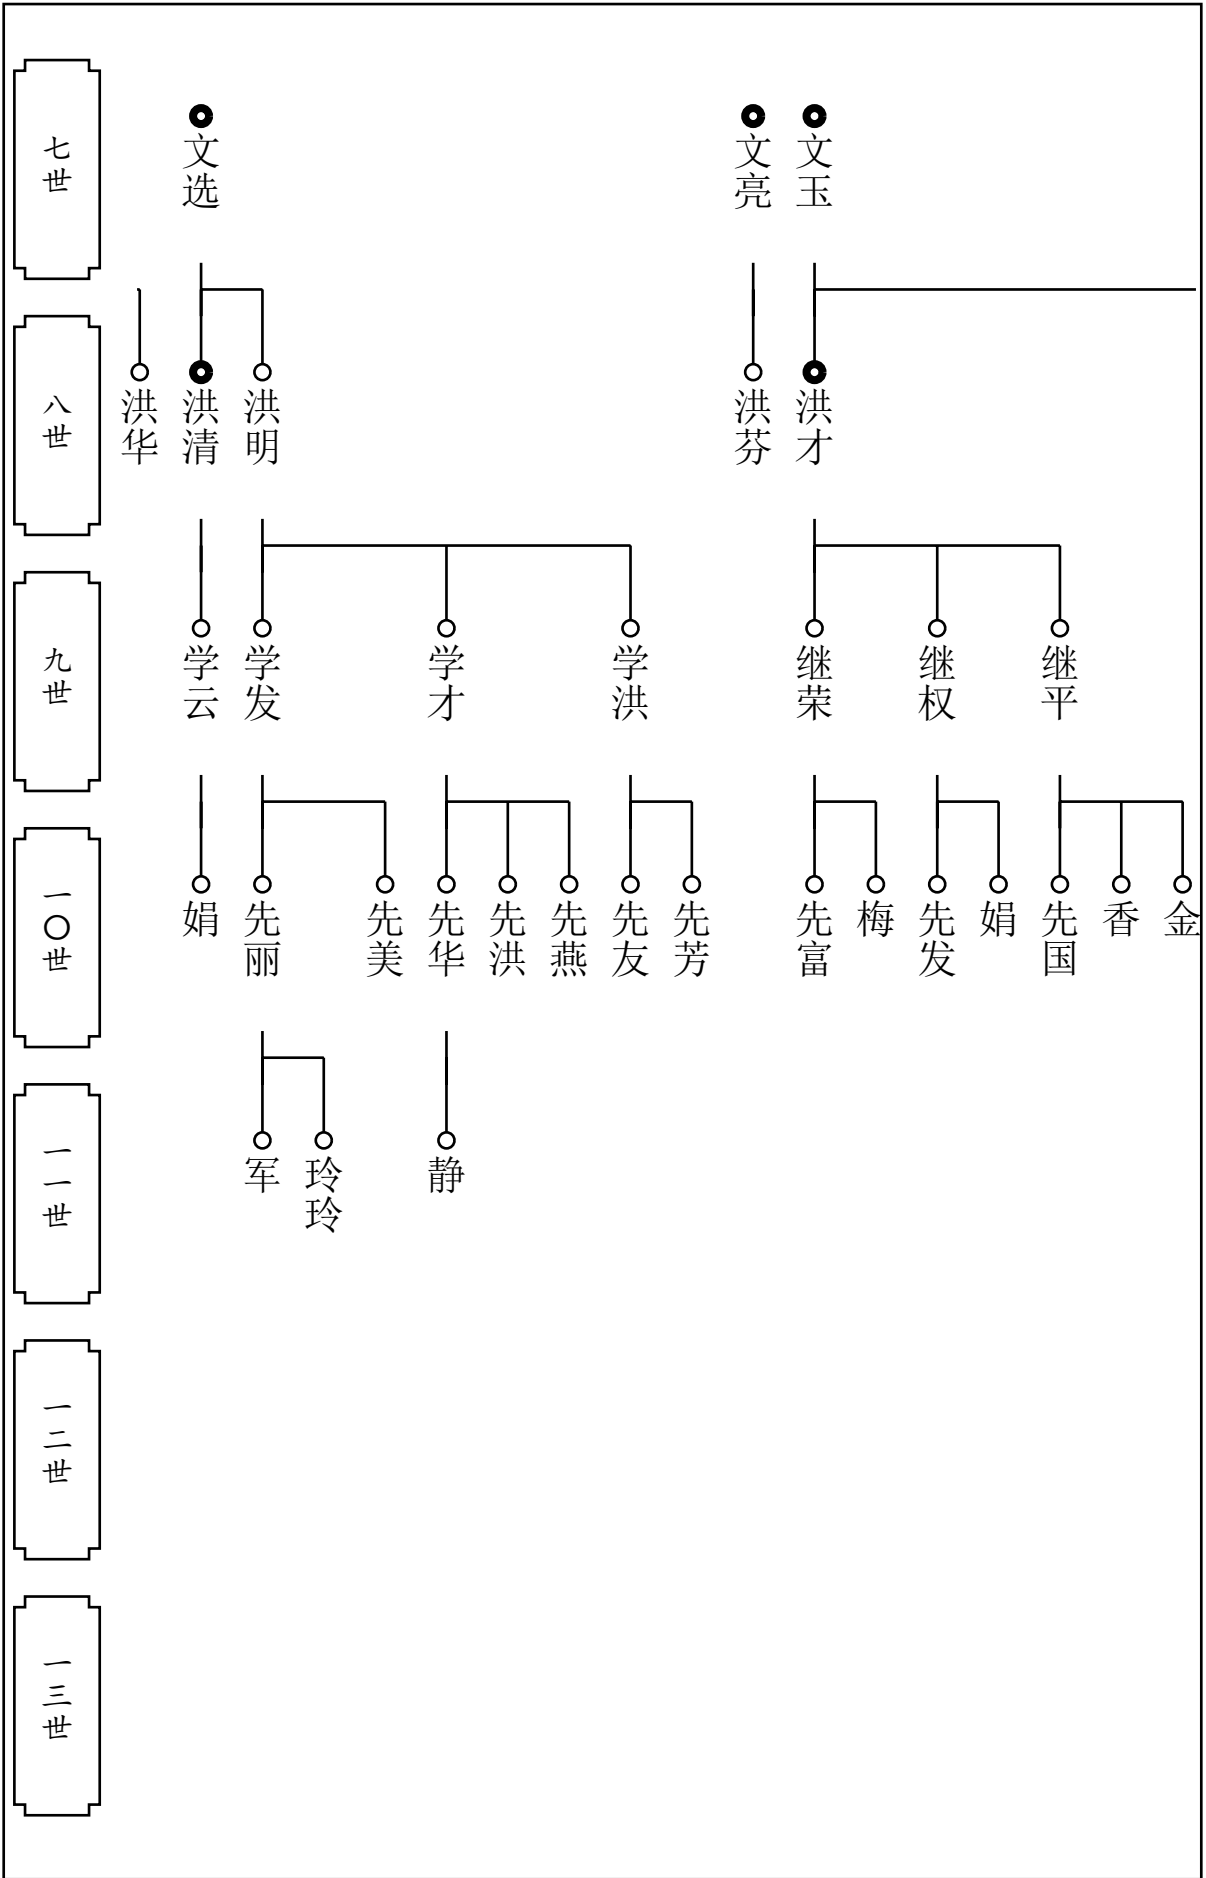 七世
文选
文亮
文玉
八世
洪华
洪清
洪明
洪芬
洪才
九世
学云
学发
学才
学洪
继荣
继权
继平
一〇世
娟
先丽
先美
先华
先洪
先燕
先友
先芳
先富
梅
先发
娟
先国
香
金
一一世
军
玲玲
静
一二世
一三世